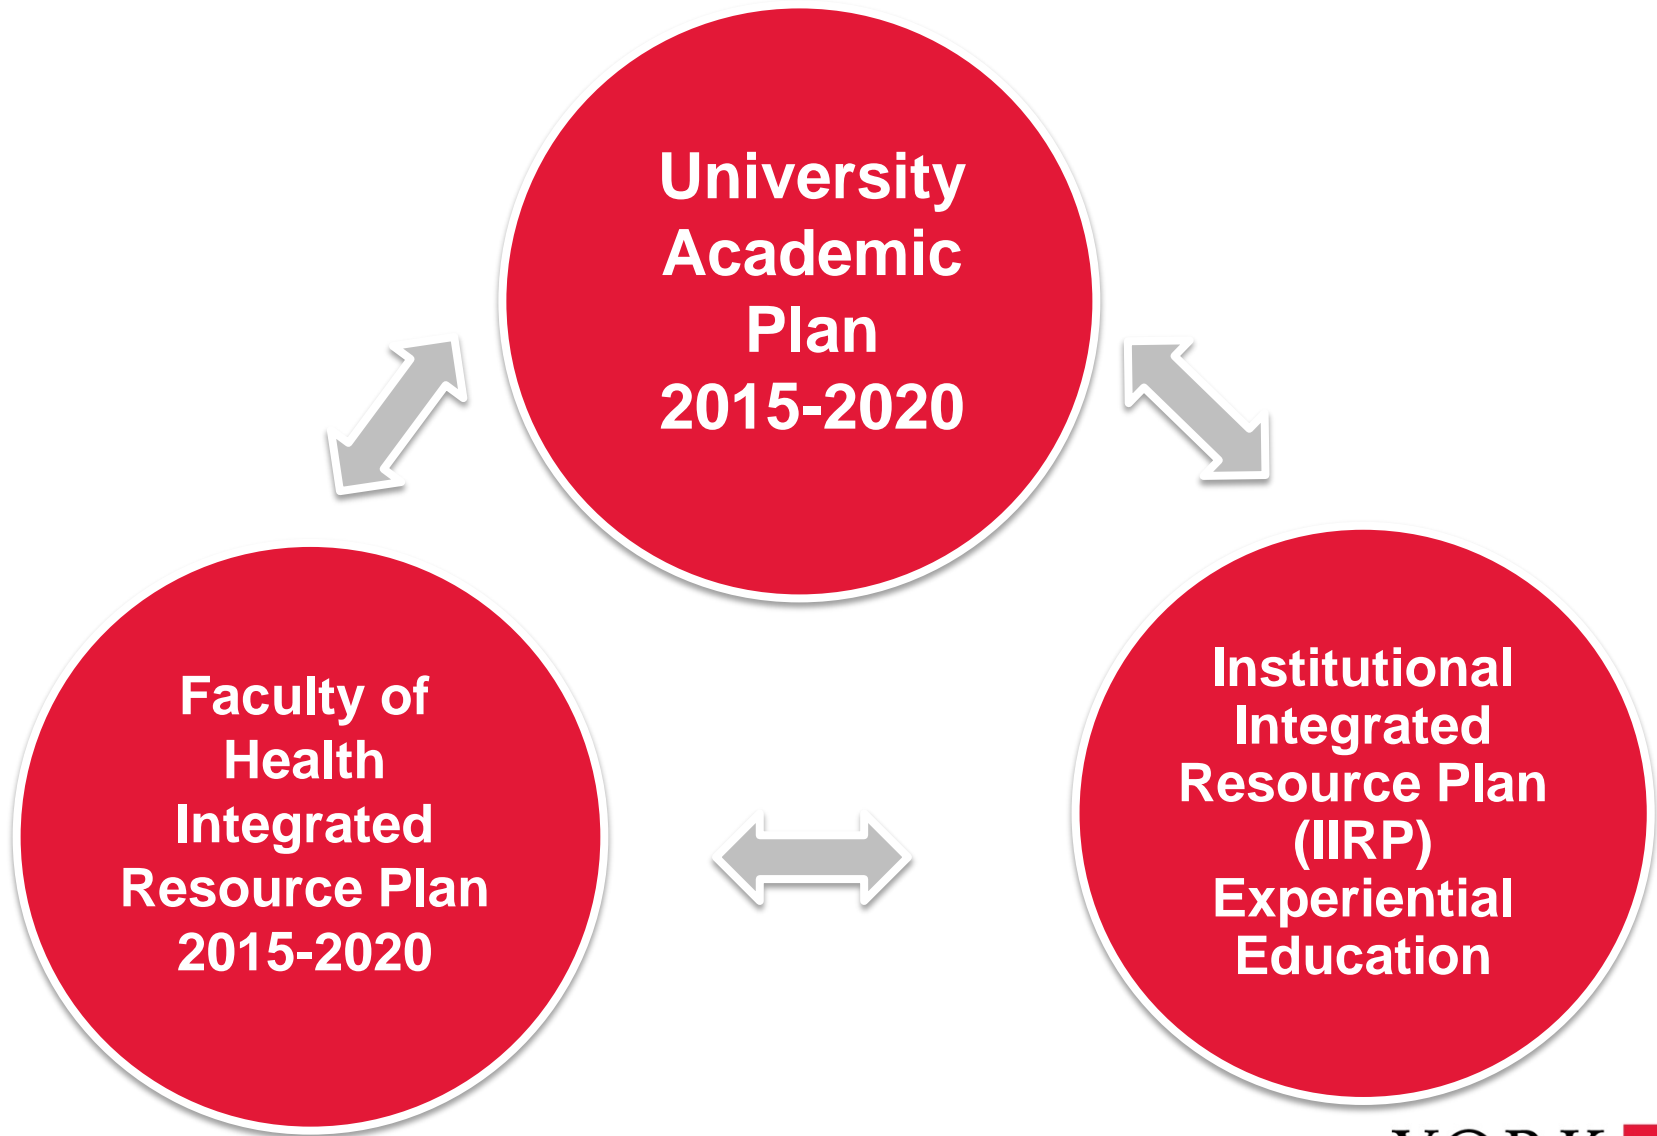 University
Academic
Plan
2015-2020
Faculty of
Health
Integrated
Resource Plan
2015-2020
Institutional
Integrated
Resource Plan
(IIRP)
Experiential
Education
YORK